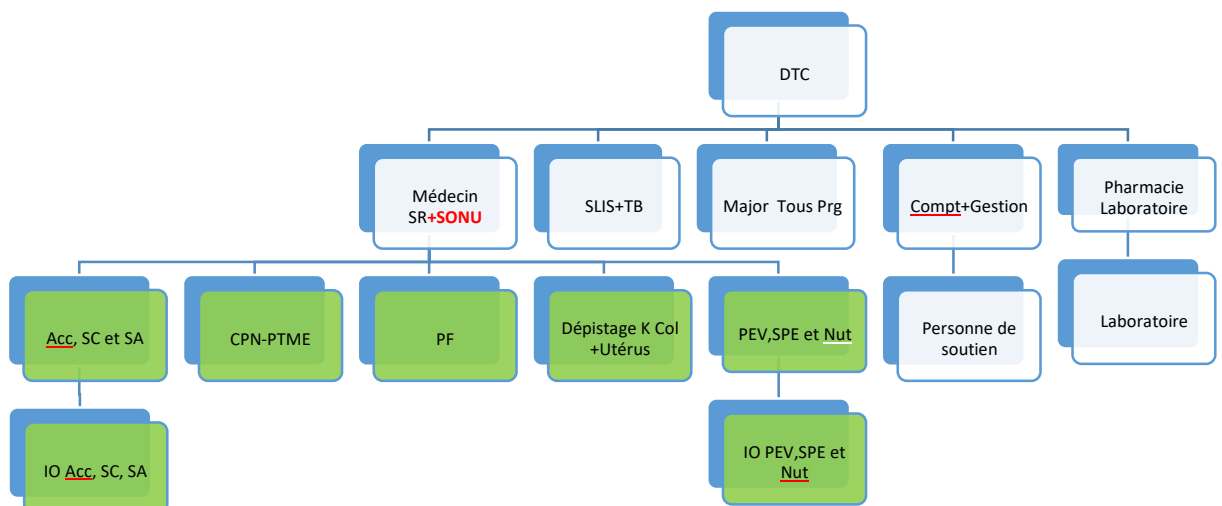 DTC
Médecin
SR+SONU
SLIS+TB
Major Tous Prg
Compt+Gestion
Pharmacie
Laboratoire
Acc, SC et SA
CPN-PTME
PF
Dépistage K Col
+Utérus
PEV,SPE et Nut
Personne de
soutien
Laboratoire
IO Acc, SC, SA
IO PEV,SPE et
Nut